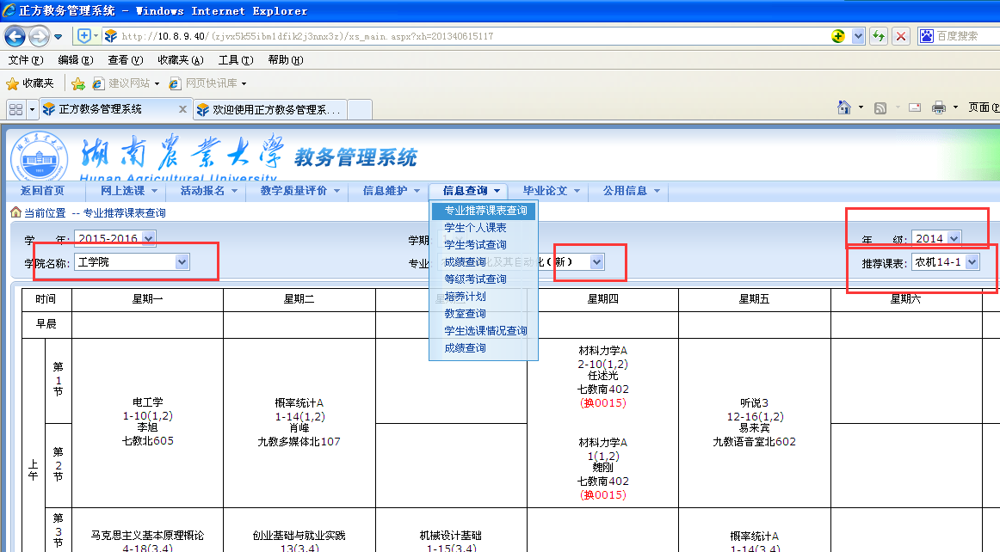 正方教务管理系统 - Windows Internet Explorer
http://10.8.9.40/(zjvx5k55ibm1dfik2j3nnx3z)/xs_main.aspx?xh=201340615117
百度搜索
文件(F) 编辑(E) 查看(V) 收藏夹(A) 工具(T) 帮助(H)
收藏夹 建议网站 网页快讯库
正方教务管理系统 欢迎使用正方教务管理系... 页面(P
湖南农业大学 教务管理系统
Hunan Agricultural University
返回首页 网上选课 活动报名 教学质量评价 信息维护 信息查询 毕业论文 公用信息
当前位置 -- 专业推荐课表查询
专业推荐课表查询
学生个人课表
学生考试查询
成绩查询
等级考试查询
培养计划
教室查询
学生选课情况查询
成绩查询
学 年: 2015-2016 学期 年 级: 2014
学院名称: 工学院 专业 化及其自动化(新) 推荐课表: 农机14-1
时间 星期一 星期二 星期四 星期五 星期六
早晨
上午
第1节
第2节
第3节
电工学
1-10(1,2)
李旭
七教北605
概率统计A
1-14(1,2)
肖峰
九教多媒体北107
材料力学A
2-10(1,2)
任述光
七教南402
(换0015)
材料力学A
1(1,2)
魏刚
七教南402
(换0015)
听说3
12-16(1,2)
易来宾
九教语音室北602
马克思主义基本原理概论
4-18(3,4)
创业基础与就业实践
13(3,4)
机械设计基础
1-15(3,4)
概率统计A
1-14(3,4)